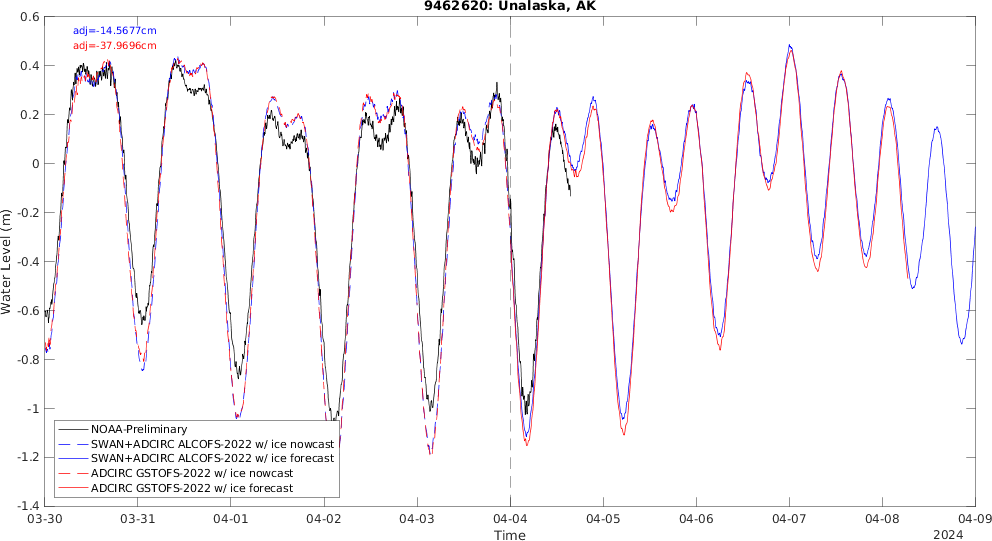 9462620: Unalaska, AK
adj=-14.5677cm
adj=-37.9696cm
0.6
0.4
0.2
0
-0.2
-0.4
-0.6
-0.8
-1
-1.2
-1.4
Water Level (m)
NOAA-Preliminary
SWAN+ADCIRC ALCOFS-2022 w/ ice nowcast
SWAN+ADCIRC ALCOFS-2022 w/ ice forecast
ADCIRC GSTOFS-2022 w/ ice nowcast
ADCIRC GSTOFS-2022 w/ ice forecast
03-30 03-31 04-01 04-02 04-03 04-04 04-05 04-06 04-07 04-08 04-09
Time
2024